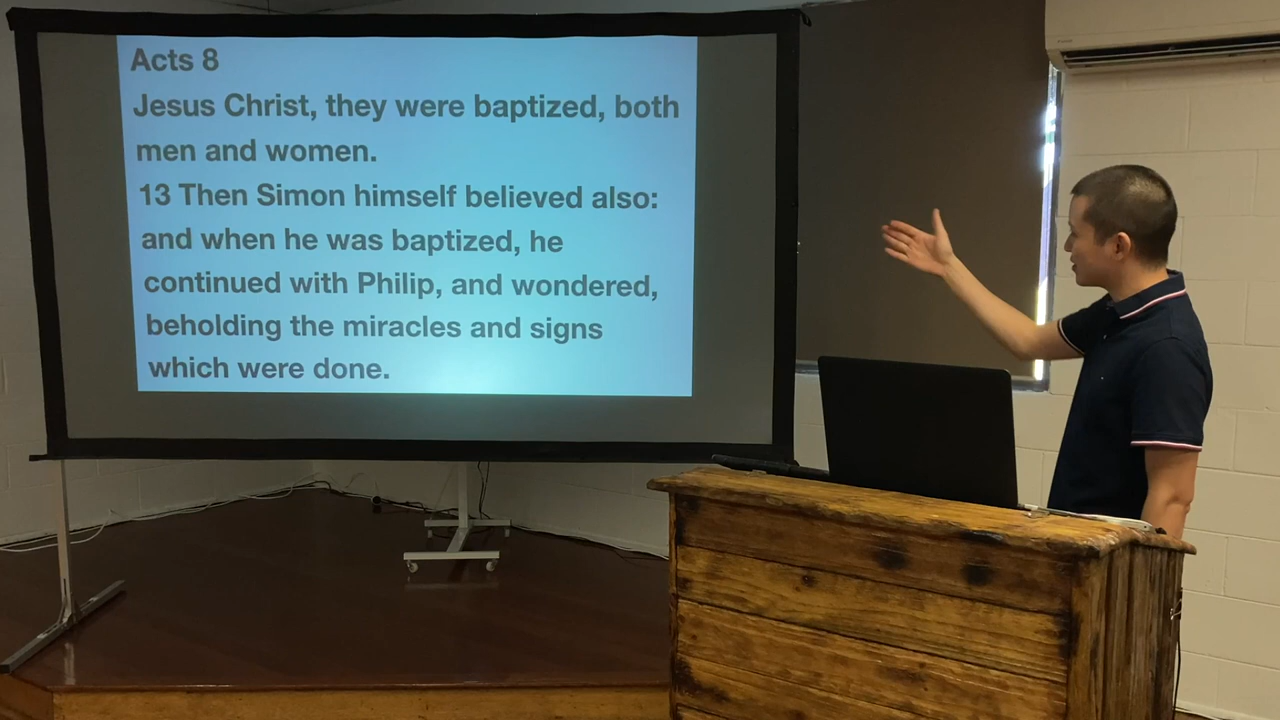 Acts 8
Jesus Christ, they were baptized, both
men and women.
13 Then Simon himself believed also:
and when he was baptized, he
continued with Philip, and wondered,
beholding the miracles and signs
which were done.